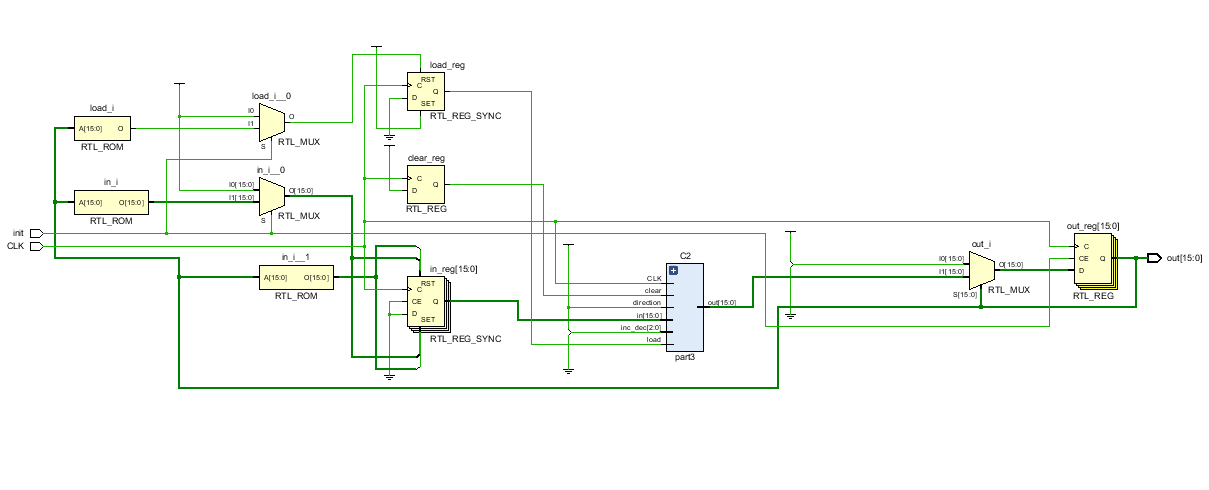 load_i
A[15:0] O
RTL_ROM
load_i__0
I0
I1
S
O
RTL_MUX
load_reg
RST
C
D
SET
Q
RTL_REG_SYNC
in_i
A[15:0] O[15:0]
RTL_ROM
in_i__0
I0[15:0]
I1[15:0]
S
O[15:0]
RTL_MUX
clear_reg
C
D
Q
RTL_REG
init
CLK
in_i__1
A[15:0] O[15:0]
RTL_ROM
in_reg[15:0]
RST
C
CE
D
SET
Q
RTL_REG_SYNC
C2
CLK
clear
direction
in[15:0]
inc_dec[2:0]
load
out[15:0]
part3
out_i
I0[15:0]
I1[15:0]
S[15:0]
O[15:0]
RTL_MUX
out_reg[15:0]
C
CE
D
Q
RTL_REG
out[15:0]